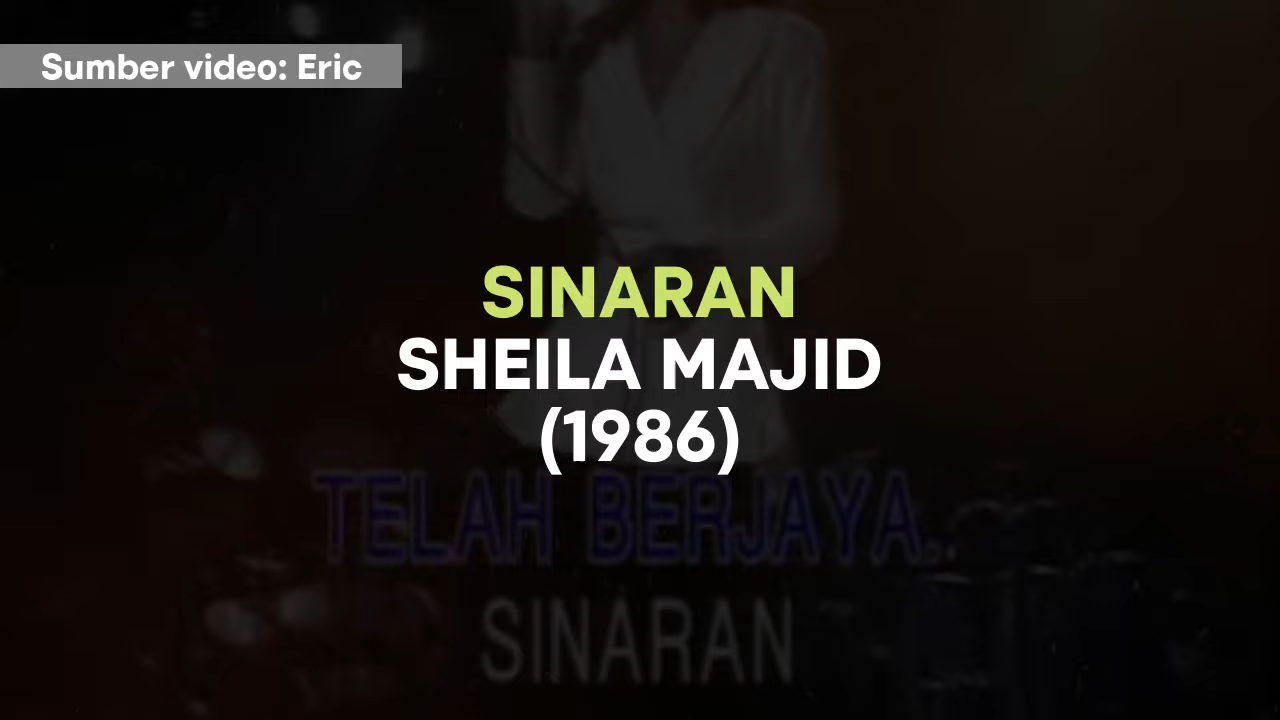 Sumber video: Eric
SINARAN
SHEILA MAJID
(1986)
TELAH BERJAYA.
SINARAN